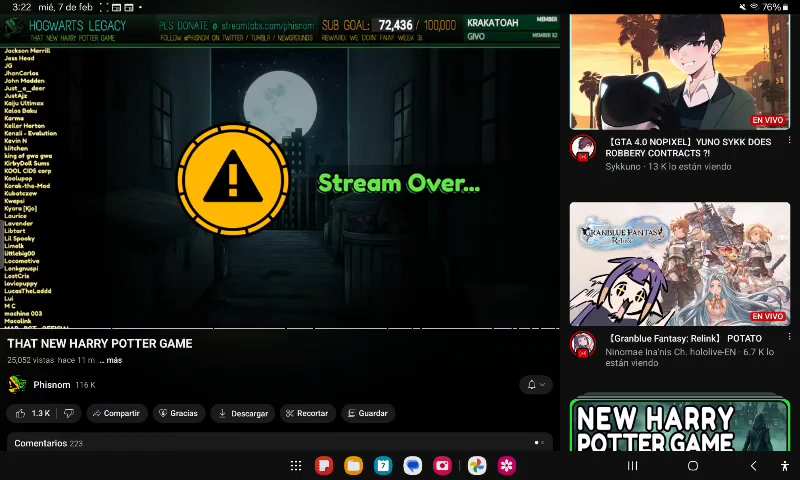 3:22 mié, 7 de feb
76%
HOGWARTS LEGACY
THAT NEW HARRY POTTER GAME
PLS DONATE streamlabs.com/phisnom
FOLLOW @PHISNOM ON TWITTER / TUMBLR / NEWGROUNDS
SUB GOAL: 72,436 / 100,000
REWARD: WE DOIN' FNAF WEEK 3!
KRAKATOAH MEMBER
GIVO MEMBER X2
Jackson Merrill
Jess Head
JG
JhonCarlos
John Madden
Just_a_deer
JustAjz
Kaiju Ultimax
Kalos Baku
Karma
Keller Horton
Kenzii - Evolution
Kevin N
kiitchen
king of gwa gwa
KirbyDoll Sums
KOOL CIDS corp
Koolupop
Korak-the-Mad
Kubatczew
Kwepsi
Kyara [Kjo]
Laurice
Lavender
Libtart
Lil Spooky
Limelk
littlebig00
Locomotive
Lonkgnuspi
LostCris
loviepuppy
LucasTheLoddd
Lui
M C
machine 003
Macolink
Stream Over...
THAT NEW HARRY POTTER GAME
25,052 vistas hace 11 m ... más
Phisnom 116 K
1.3 K
Compartir
Gracias
Descargar
Recortar
Guardar
Comentarios 223
EN VIVO
【GTA 4.0 NOPIXEL】YUNO SYKK DOES
ROBBERY CONTRACTS ?!
Sykkuno • 13 K lo están viendo
GRANBLUE FANTASY
Relink
EN VIVO
【Granblue Fantasy: Relink】 POTATO
Ninomae Ina'nis Ch. hololive-EN • 6.7 K lo
están viendo
NEW HARRY
POTTER GAME
7